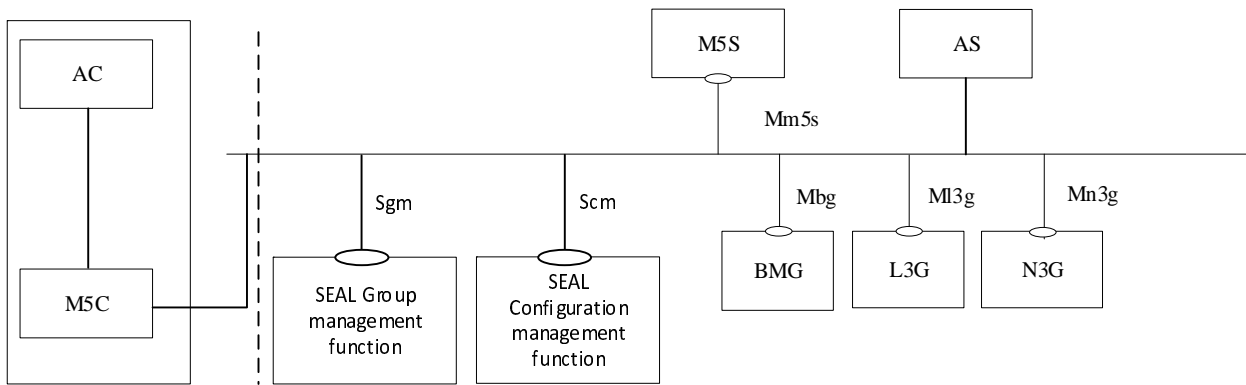 M5S
AS
AC
Mm5s
Sgm
Scm
Mbg
Ml3g
Mn3g
BMG
L3G
N3G
M5C
SEAL Group
management
function
SEAL
Configuration
management
function